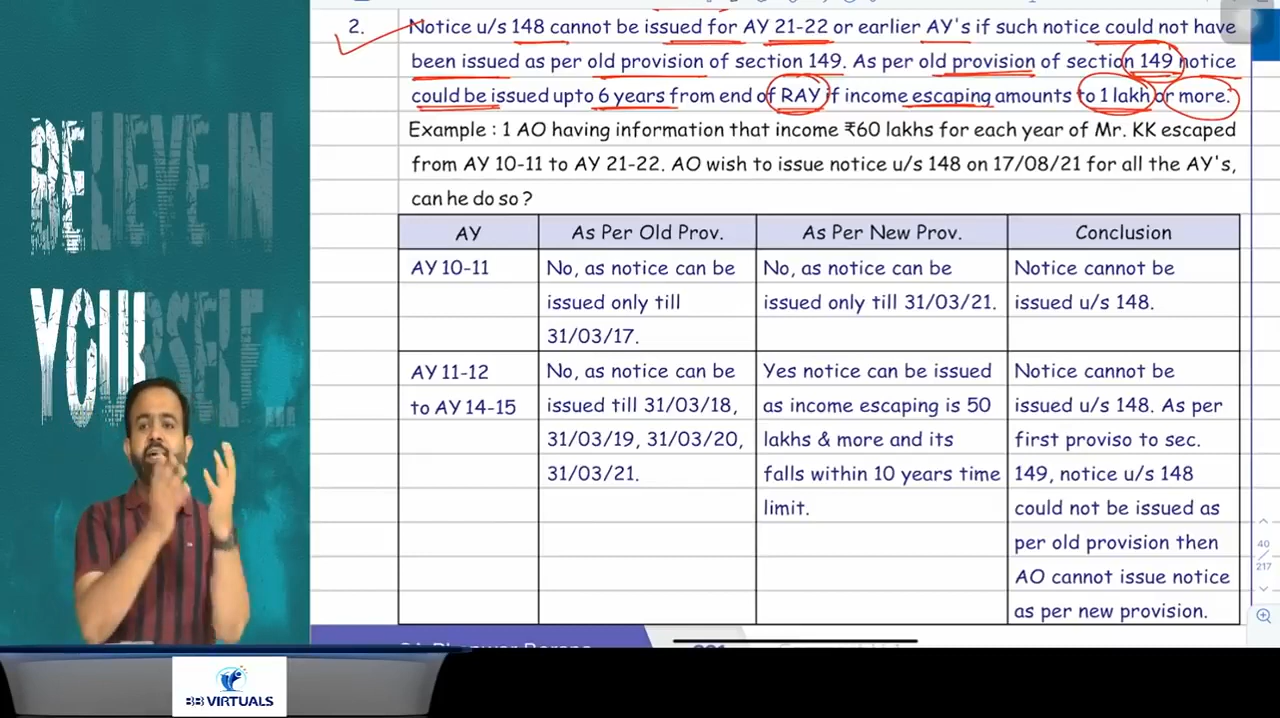 BELIEVE IN
YOURSELF...
2. Notice u/s 148 cannot be issued for AY 21-22 or earlier AY's if such notice could not have
been issued as per old provision of section 149. As per old provision of section 149 notice
could be issued upto 6 years from end of RAY if income escaping amounts to 1 lakh or more.
Example : 1 AO having information that income ₹60 lakhs for each year of Mr. KK escaped
from AY 10-11 to AY 21-22. AO wish to issue notice u/s 148 on 17/08/21 for all the AY's,
can he do so?
AY As Per Old Prov. As Per New Prov. Conclusion
AY 10-11 No, as notice can be No, as notice can be Notice cannot be
issued only till issued only till 31/03/21. issued u/s 148.
31/03/17.
AY 11-12 No, as notice can be Yes notice can be issued Notice cannot be
to AY 14-15 issued till 31/03/18, as income escaping is 50 issued u/s 148. As per
31/03/19, 31/03/20, lakhs & more and its first proviso to sec.
31/03/21. falls within 10 years time 149, notice u/s 148
limit. could not be issued as
per old provision then
AO cannot issue notice
as per new provision.
40
217
BB VIRTUALS